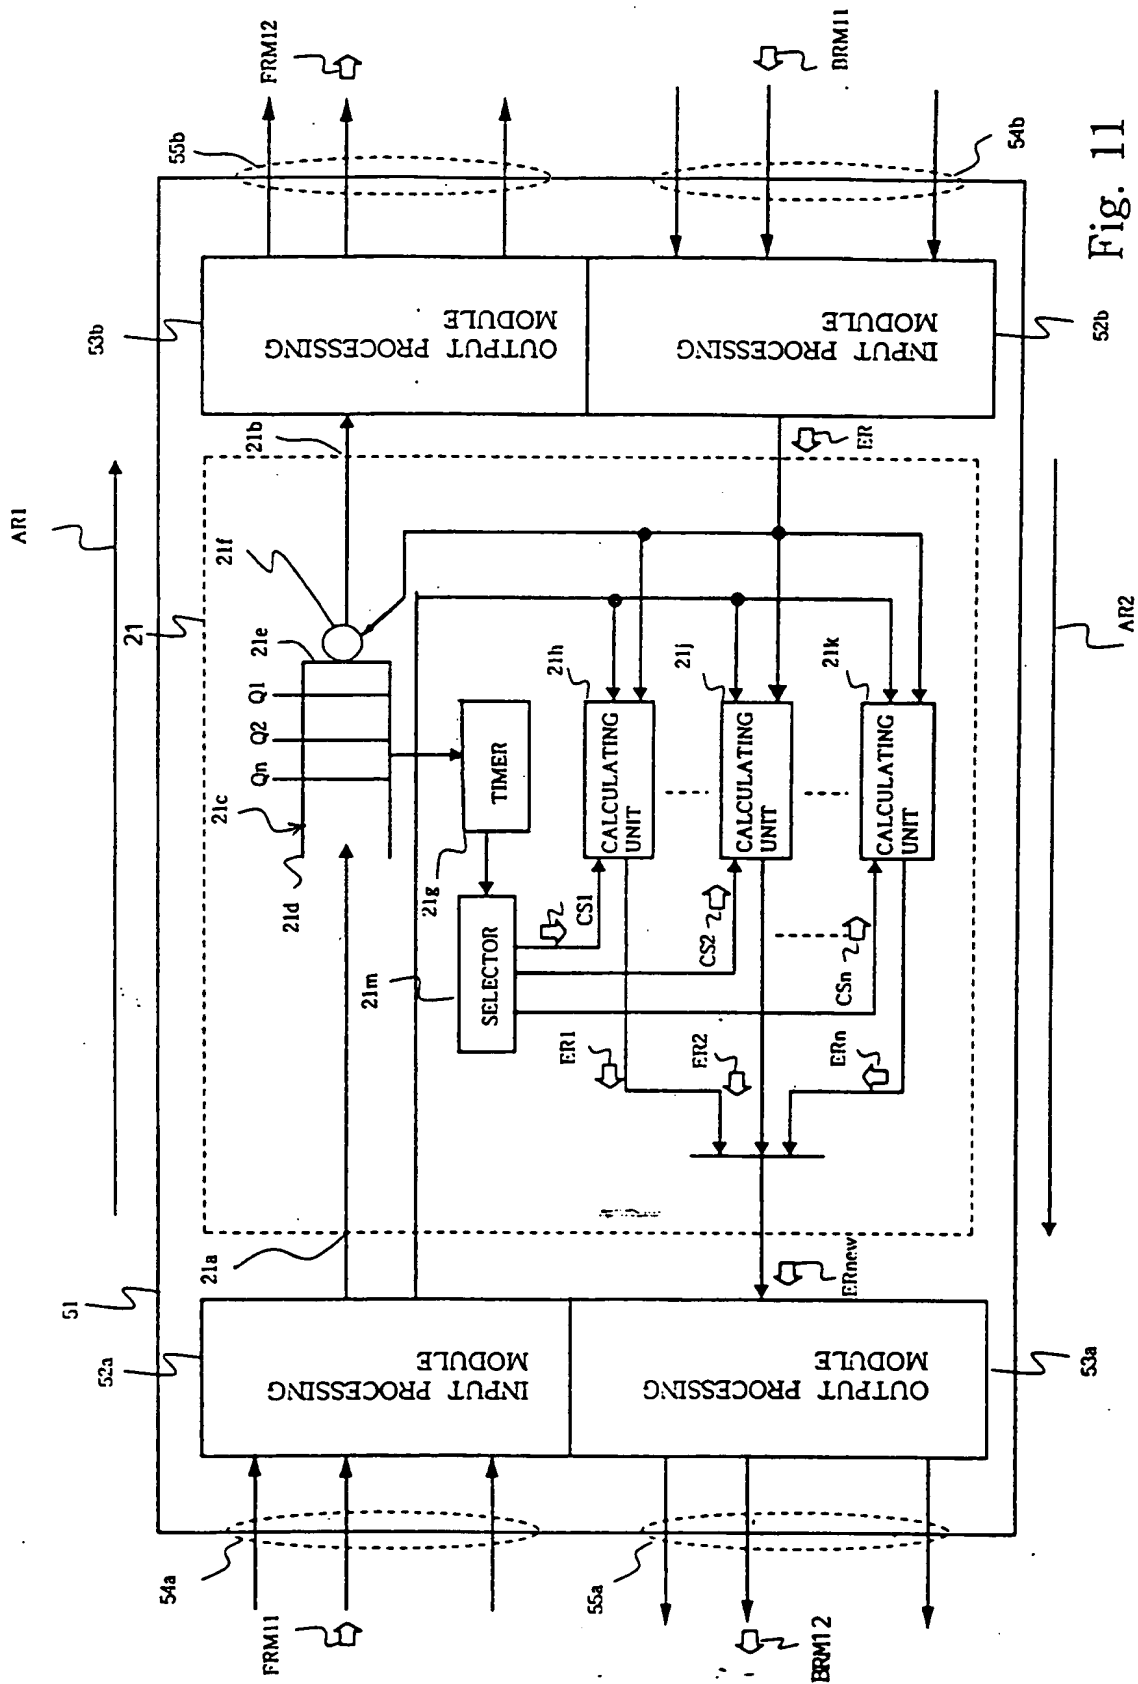 AR1
51
54a
FRM11
52a
INPUT PROCESSING
MODULE
21a
21
21d
21c
Qn
Q2
Q1
21e
21f
21b
53b
OUTPUT PROCESSING
MODULE
55b
FRM12
21m
SELECTOR
21g
TIMER
CS1
21h
CALCULATING
UNIT
ER1
CS2
21j
CALCULATING
UNIT
ER2
CSn
21k
CALCULATING
UNIT
ERn
ER
INPUT PROCESSING
MODULE
52b
54b
BRM11
ERnew
OUTPUT PROCESSING
MODULE
53a
55a
BRM12
AR2
Fig. 11